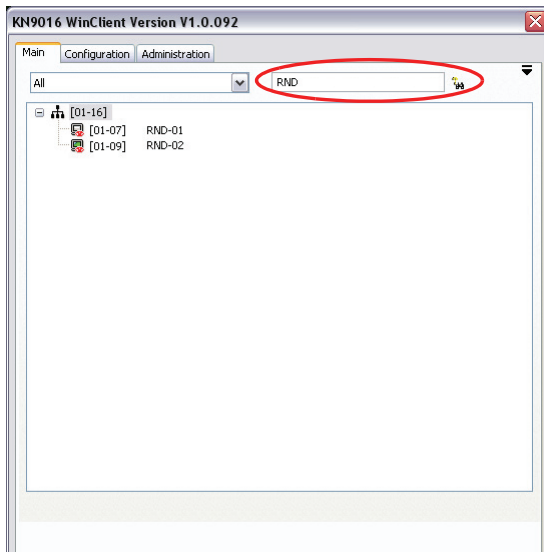 KN9016 WinClient Version V1.0.092
Main Configuration Administration
All RND
[01-16]
[01-07] RND-01
[01-09] RND-02